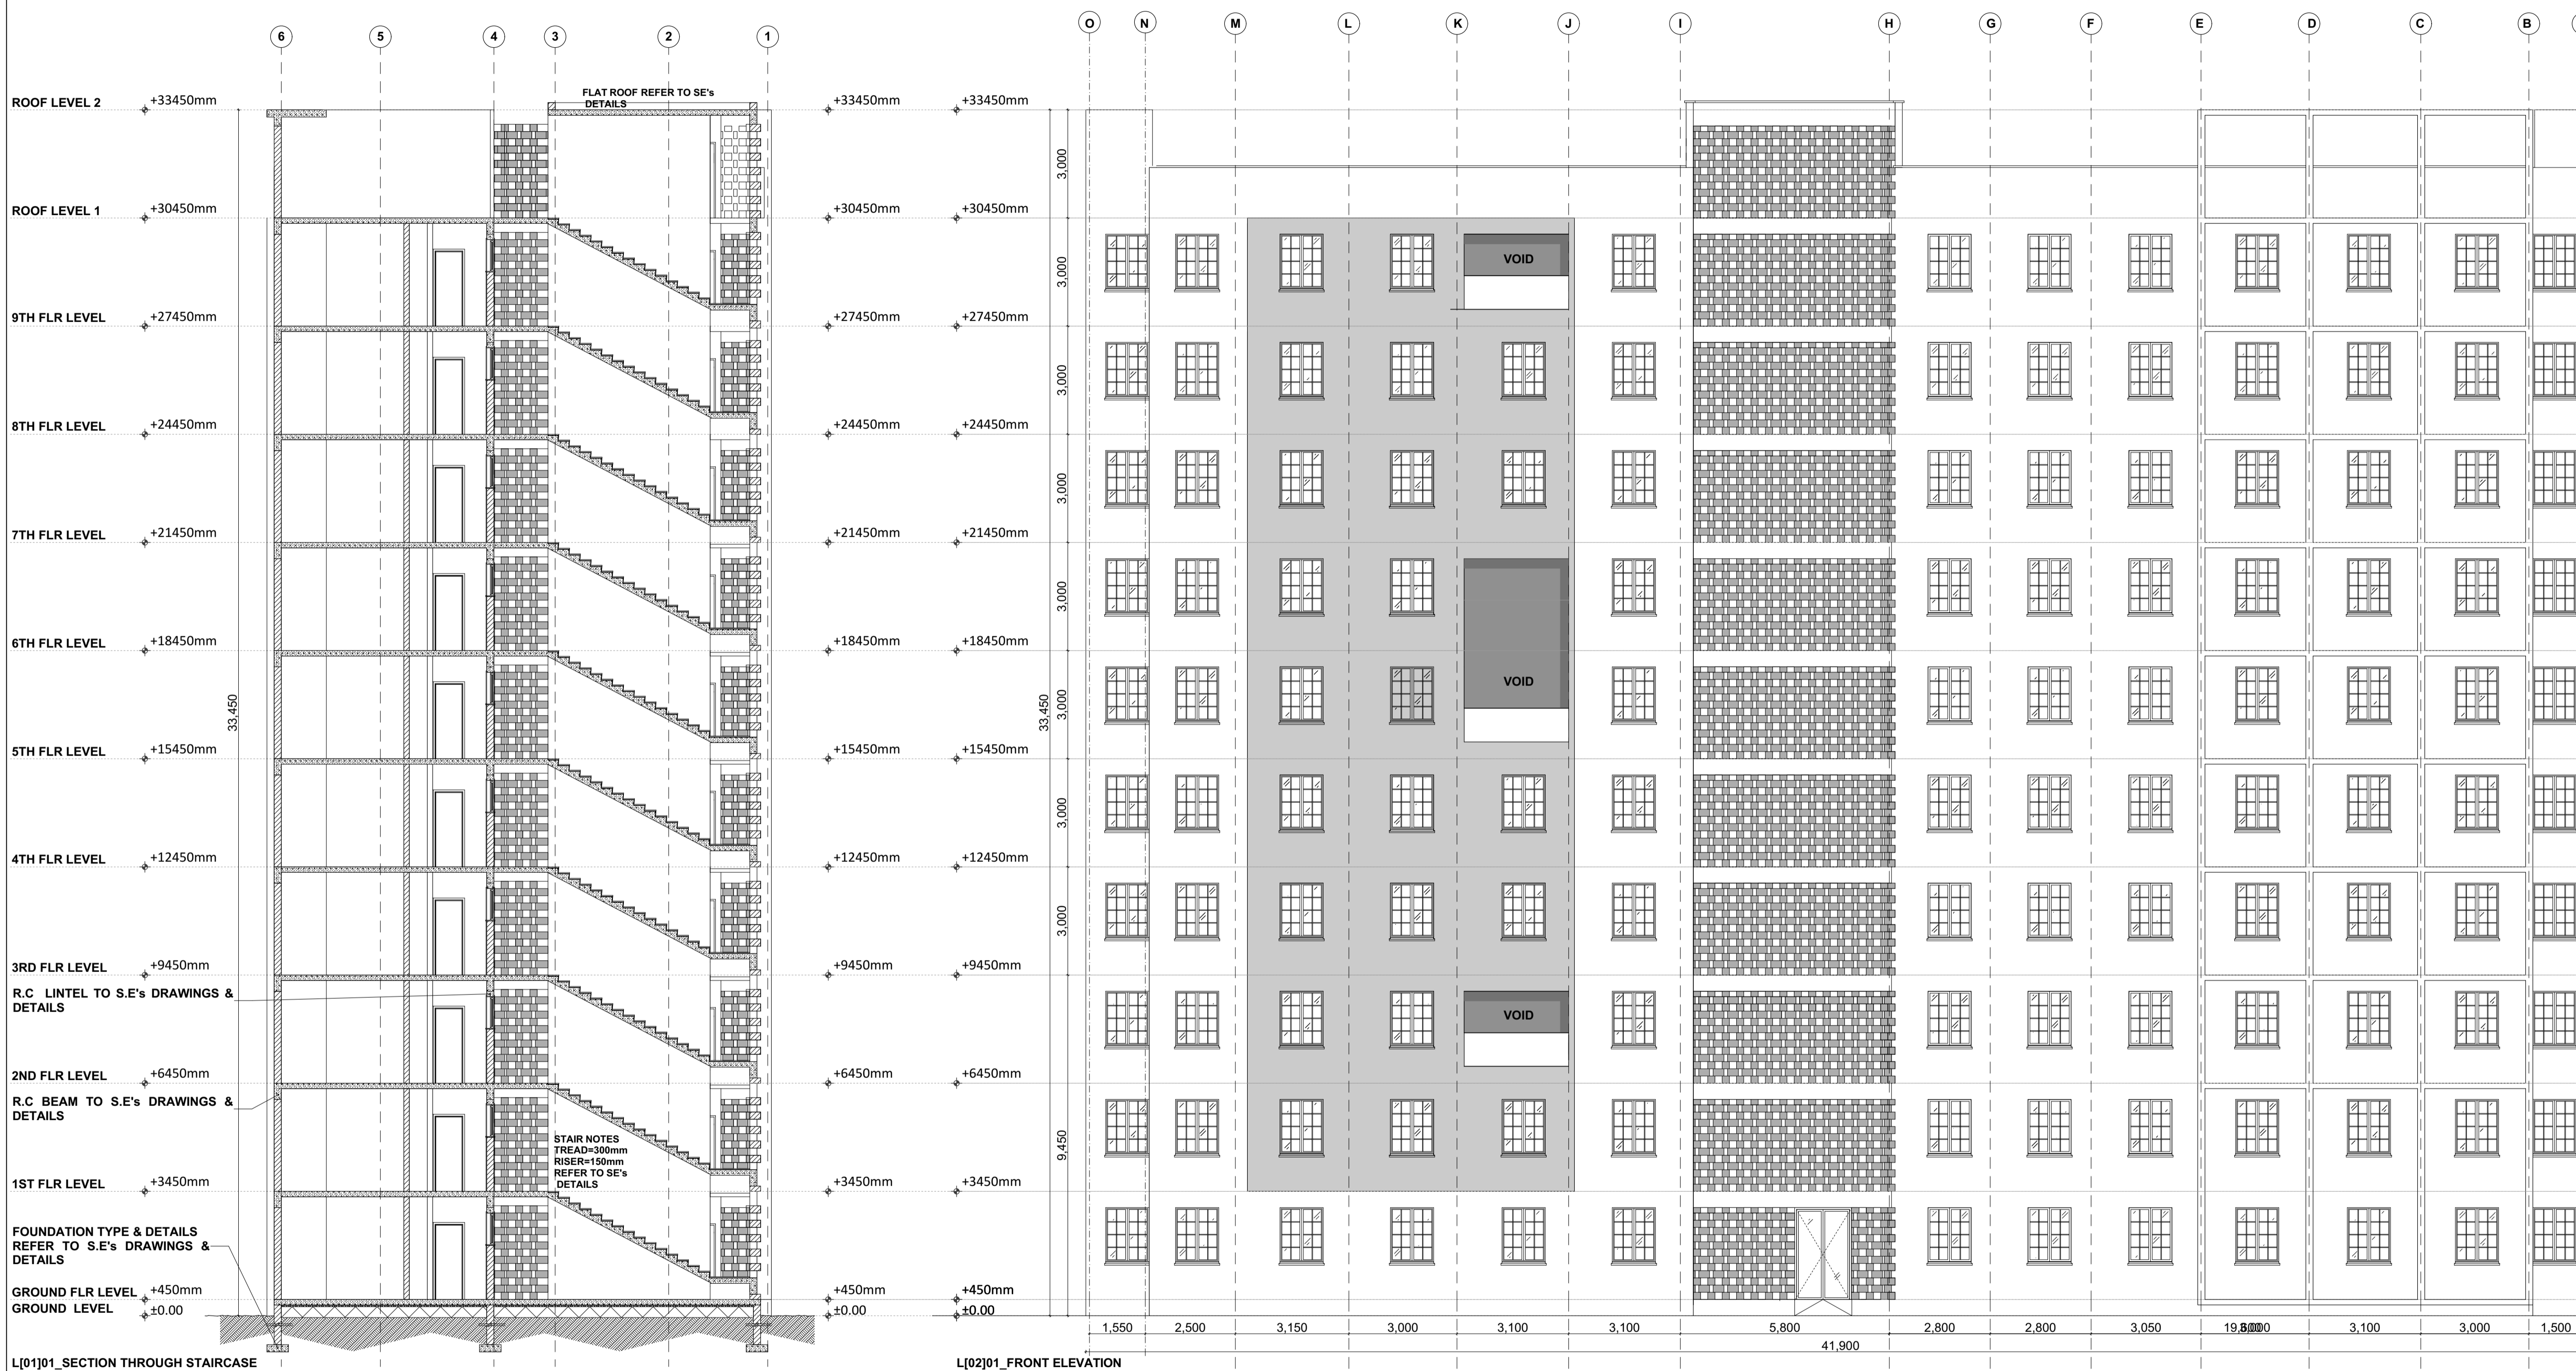 6 5 4 3 2 1
O N M L K J I H G F E D C B
FLAT ROOF REFER TO SE's
DETAILS
ROOF LEVEL 2 +33450mm +33450mm +33450mm
3,000
ROOF LEVEL 1 +30450mm +30450mm +30450mm
VOID
3,000
9TH FLR LEVEL +27450mm +27450mm +27450mm
3,000
8TH FLR LEVEL +24450mm +24450mm +24450mm
3,000
7TH FLR LEVEL +21450mm +21450mm +21450mm
3,000
6TH FLR LEVEL +18450mm +18450mm +18450mm
VOID
33,450 33,450 3,000
5TH FLR LEVEL +15450mm +15450mm +15450mm
3,000
4TH FLR LEVEL +12450mm +12450mm +12450mm
3,000
3RD FLR LEVEL +9450mm +9450mm +9450mm
R.C LINTEL TO S.E's DRAWINGS &
DETAILS
VOID
2ND FLR LEVEL +6450mm +6450mm +6450mm
R.C BEAM TO S.E's DRAWINGS &
DETAILS
9,450
STAIR NOTES
TREAD=300mm
RISER=150mm
REFER TO SE's
DETAILS
1ST FLR LEVEL +3450mm +3450mm +3450mm
FOUNDATION TYPE & DETAILS
REFER TO S.E's DRAWINGS &
DETAILS
GROUND FLR LEVEL +450mm +450mm +450mm
GROUND LEVEL ±0.00 ±0.00 ±0.00
1,550 2,500 3,150 3,000 3,100 3,100 5,800 2,800 2,800 3,050 3,100 3,000 1,500
41,900
L[01]01_SECTION THROUGH STAIRCASE L[02]01_FRONT ELEVATION